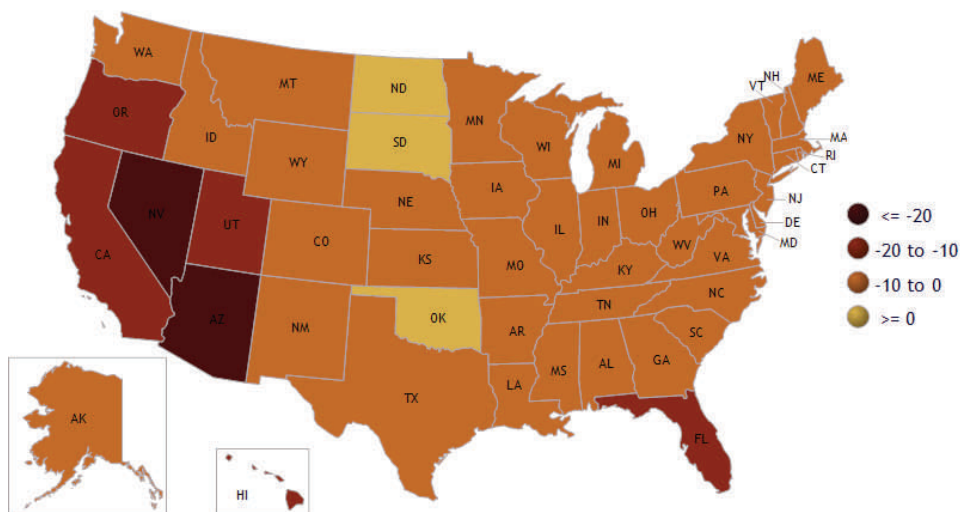 WA
MT
ND
MN
OR
ID
WY
SD
WI
MI
NY
VT
NH
ME
MA
RI
CT
NJ
DE
MD
PA
IA
NE
NV
UT
CO
CA
KS
MO
IL
IN
OH
WV
VA
KY
NC
TN
SC
AZ
NM
OK
AR
MS
AL
GA
LA
TX
FL
AK
HI
<= -20
-20 to -10
-10 to 0
>= 0